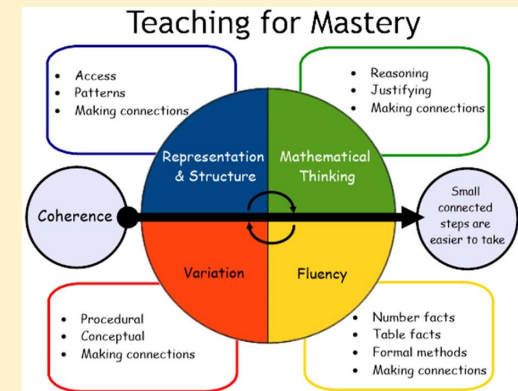 Teaching for Mastery
• Access
• Patterns
• Making connections
• Reasoning
• Justifying
• Making connections
Representation
& Structure
Mathematical
Thinking
Coherence
Small
connected
steps are
easier to take
Variation
Fluency
• Procedural
• Conceptual
• Making connections
• Number facts
• Table facts
• Formal methods
• Making connections